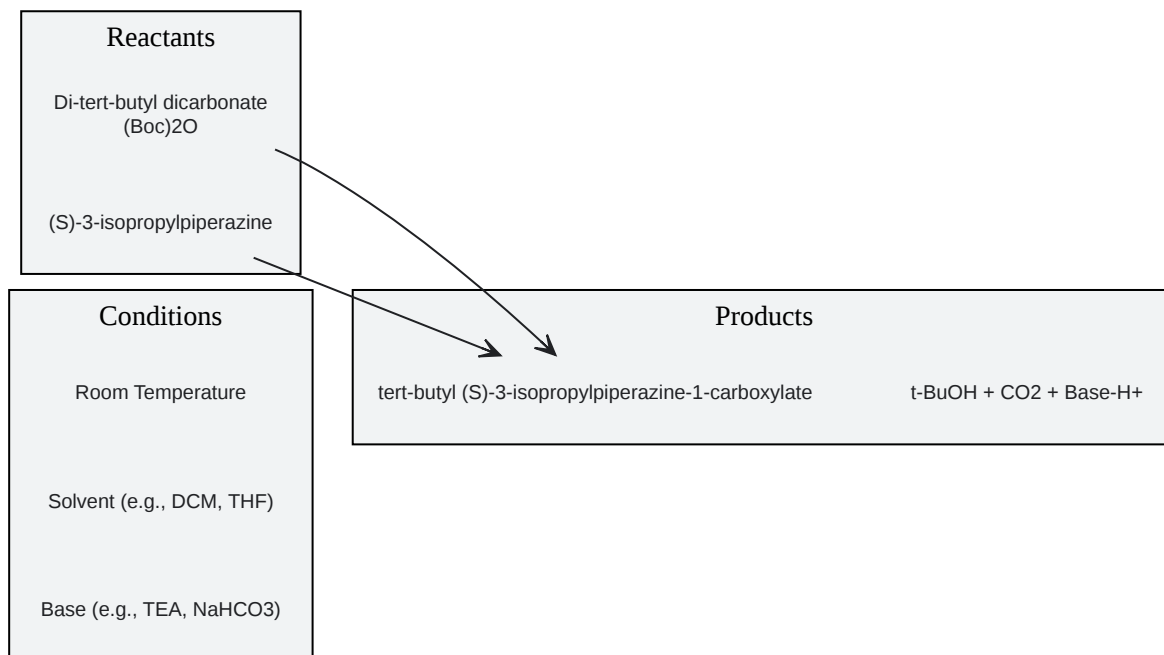 Reactants
Di-tert-butyl dicarbonate
(Boc)2O
(S)-3-isopropylpiperazine
Conditions
Room Temperature
Solvent (e.g., DCM, THF)
Base (e.g., TEA, NaHCO3)
Products
tert-butyl (S)-3-isopropylpiperazine-1-carboxylate
t-BuOH + CO2 + Base-H+